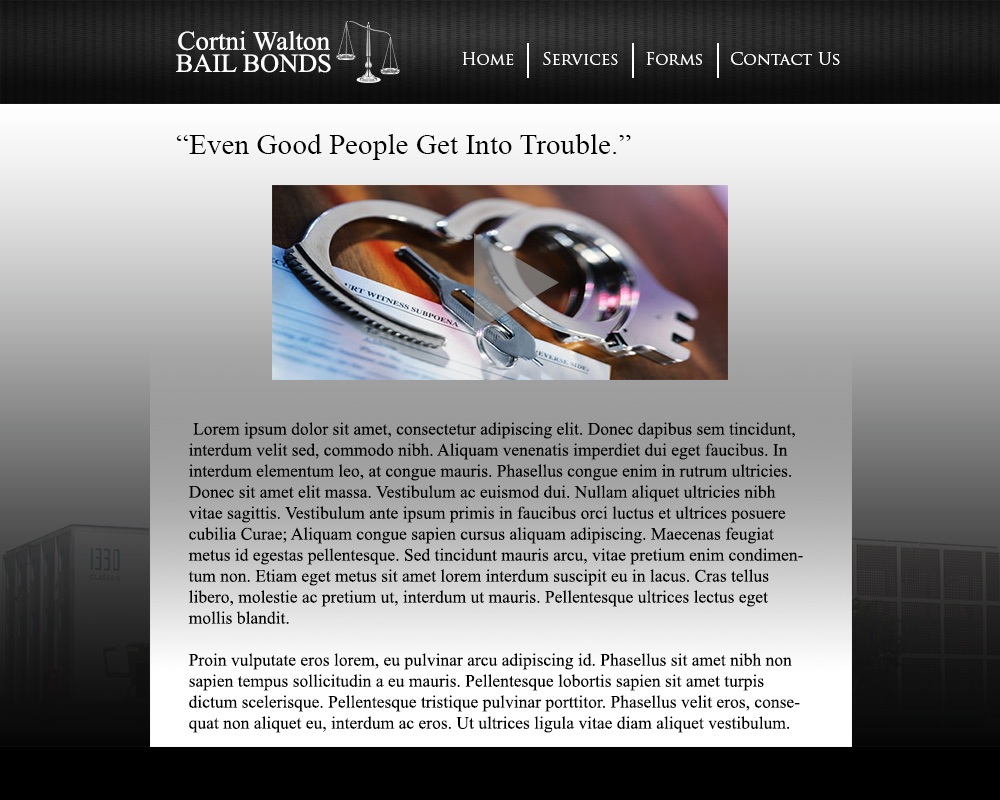 Cortni Walton
BAIL BONDS
Home Services Forms Contact Us
“Even Good People Get Into Trouble.”
URT WITNESS SUBPOENA
Lorem ipsum dolor sit amet, consectetur adipiscing elit. Donec dapibus sem tincidunt,
interdum velit sed, commodo nibh. Aliquam venenatis imperdiet dui eget faucibus. In
interdum elementum leo, at congue mauris. Phasellus congue enim in rutrum ultricies.
Donec sit amet elit massa. Vestibulum ac euismod dui. Nullam aliquet ultricies nibh
vitae sagittis. Vestibulum ante ipsum primis in faucibus orci luctus et ultrices posuere
cubilia Curae; Aliquam congue sapien cursus aliquam adipiscing. Maecenas feugiat
metus id egestas pellentesque. Sed tincidunt mauris arcu, vitae pretium enim condimen-
tum non. Etiam eget metus sit amet lorem interdum suscipit eu in lacus. Cras tellus
libero, molestie ac pretium ut, interdum ut mauris. Pellentesque ultrices lectus eget
mollis blandit.
1330
Proin vulputate eros lorem, eu pulvinar arcu adipiscing id. Phasellus sit amet nibh non
sapien tempus sollicitudin a eu mauris. Pellentesque lobortis sapien sit amet turpis
dictum scelerisque. Pellentesque tristique pulvinar porttitor. Phasellus velit eros, conse-
quat non aliquet eu, interdum ac eros. Ut ultrices ligula vitae diam aliquet vestibulum.